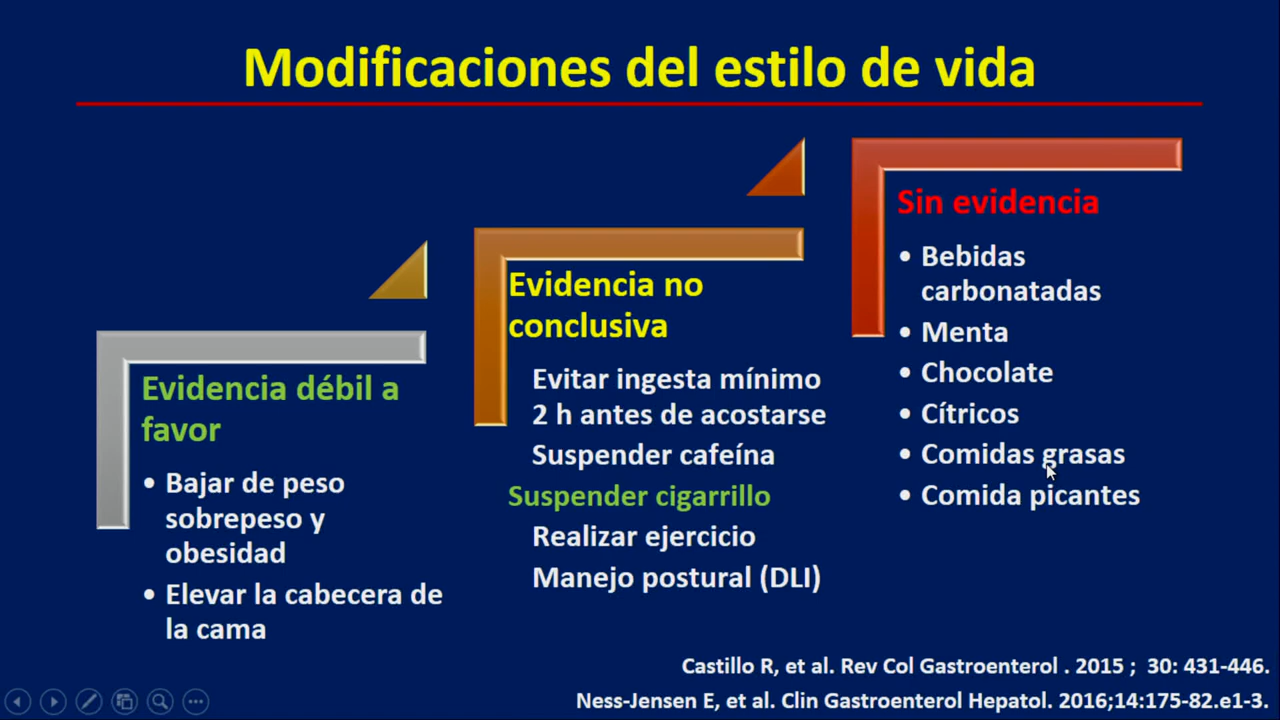 Modificaciones del estilo de vida
Evidencia débil a
favor
• Bajar de peso
sobrepeso y
obesidad
• Elevar la cabecera de
la cama
Evidencia no
conclusiva
Evitar ingesta mínimo
2 h antes de acostarse
Suspender cafeína
Suspender cigarrillo
Realizar ejercicio
Manejo postural (DLI)
Sin evidencia
• Bebidas
carbonatadas
• Menta
• Chocolate
• Cítricos
• Comidas grasas
• Comida picantes
Castillo R, et al. Rev Col Gastroenterol . 2015 ; 30: 431-446.
Ness-Jensen E, et al. Clin Gastroenterol Hepatol. 2016;14:175-82.e1-3.